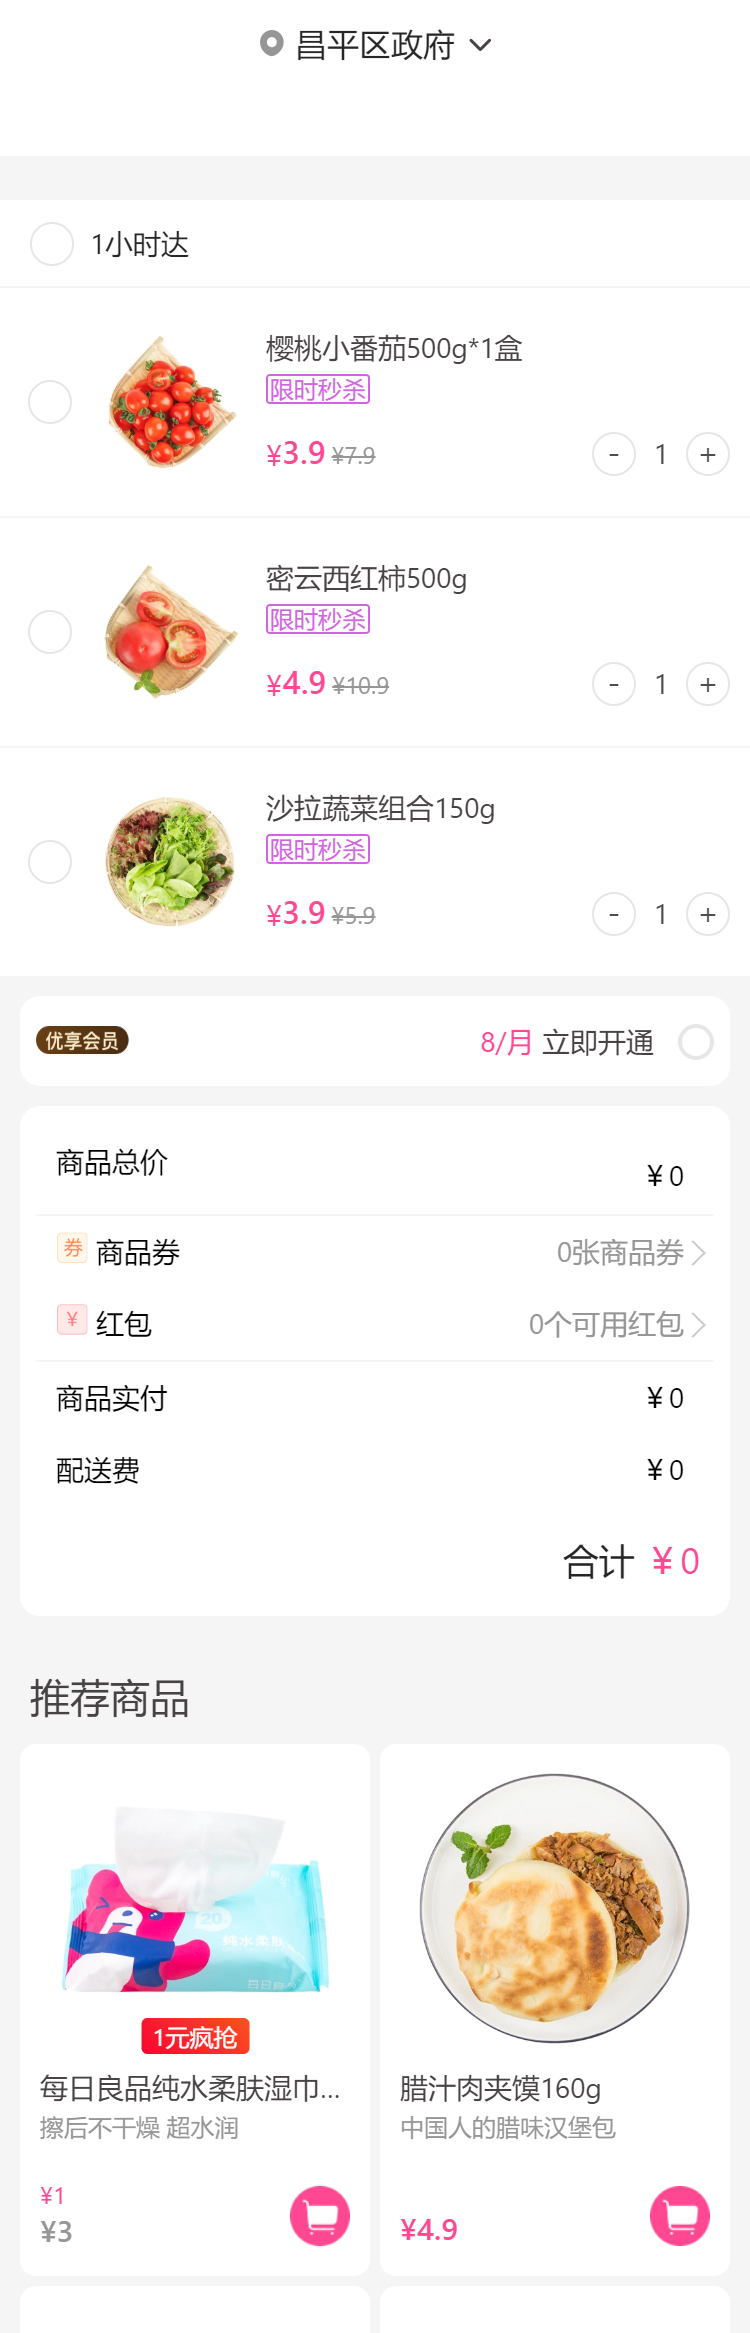 昌平区政府
1小时达
樱桃小番茄500g*1盒
限时秒杀
¥3.9 ¥7.9
- 1 +
密云西红柿500g
限时秒杀
¥4.9 ¥10.9
- 1 +
沙拉蔬菜组合150g
限时秒杀
¥3.9 ¥5.9
- 1 +
优享会员 8/月 立即开通
商品总价 ¥ 0
券 商品券 0张商品券
¥ 红包 0个可用红包
商品实付 ¥ 0
配送费 ¥ 0
合计 ¥ 0
推荐商品
20
纯水柔肤
1元疯抢
每日良品纯水柔肤湿巾...
擦后不干燥 超水润
¥1
¥3
腊汁肉夹馍160g
中国人的腊味汉堡包
¥4.9